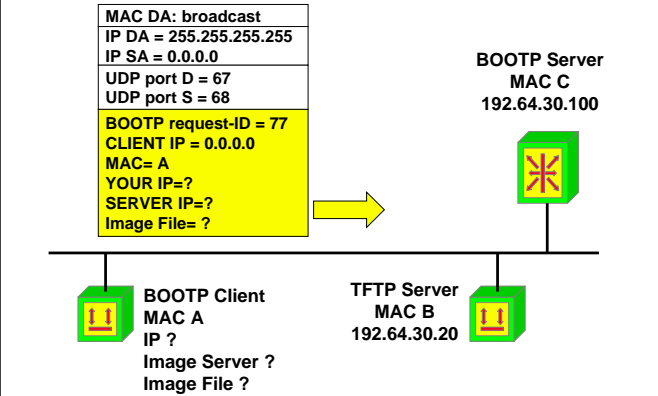 MAC DA: broadcast
IP DA = 255.255.255.255
IP SA = 0.0.0.0
UDP port D = 67
UDP port S = 68
BOOTP request-ID = 77
CLIENT IP = 0.0.0.0
MAC= A
YOUR IP=?
SERVER IP=?
Image File= ?
BOOTP Server
MAC C
192.64.30.100
BOOTP Client
MAC A
IP ?
Image Server ?
Image File ?
TFTP Server
MAC B
192.64.30.20